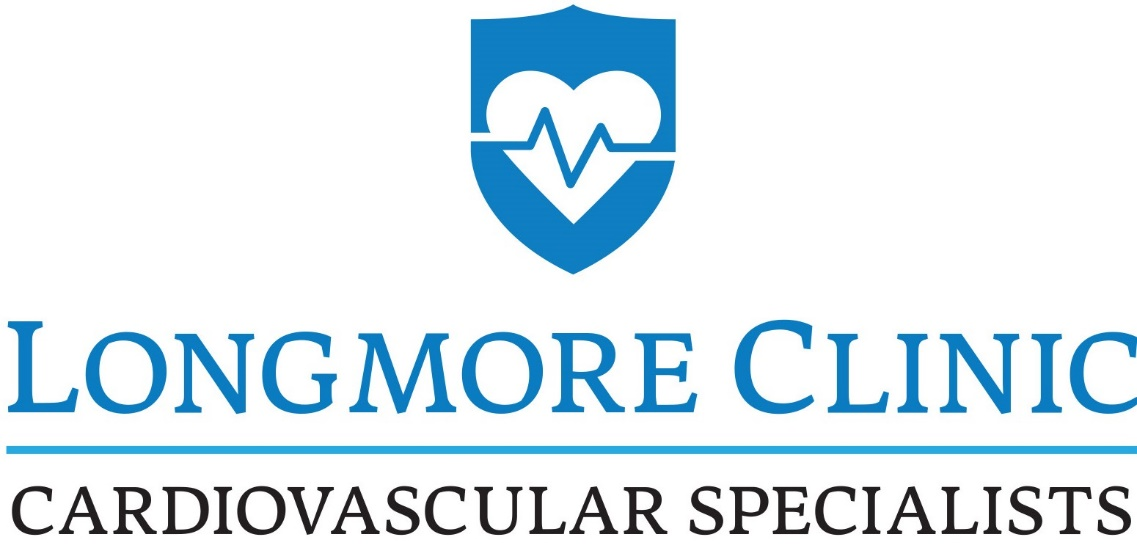 LONGMORE CLINIC
CARDIOVASCULAR SPECIALISTS